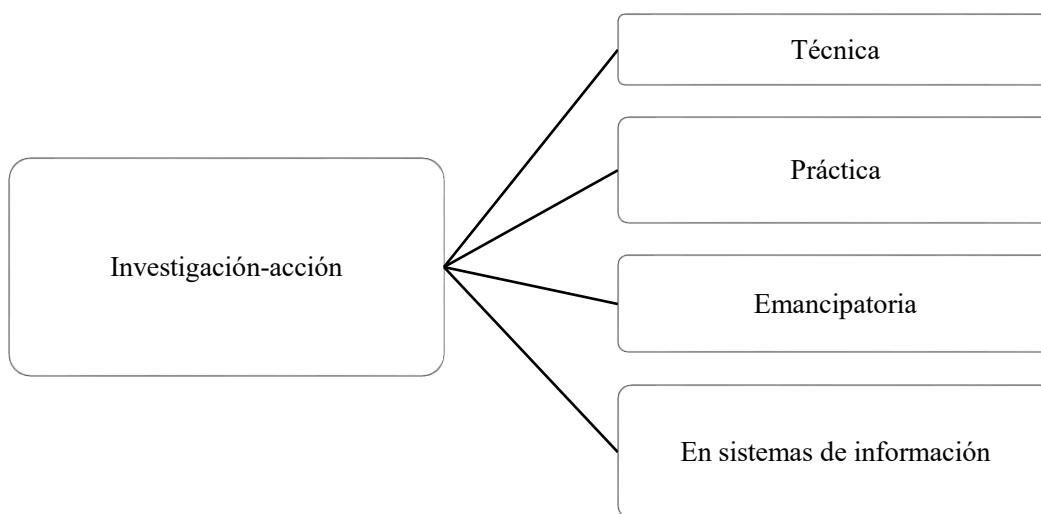 Técnica
Práctica
Investigación-acción
Emancipatoria
En sistemas de información